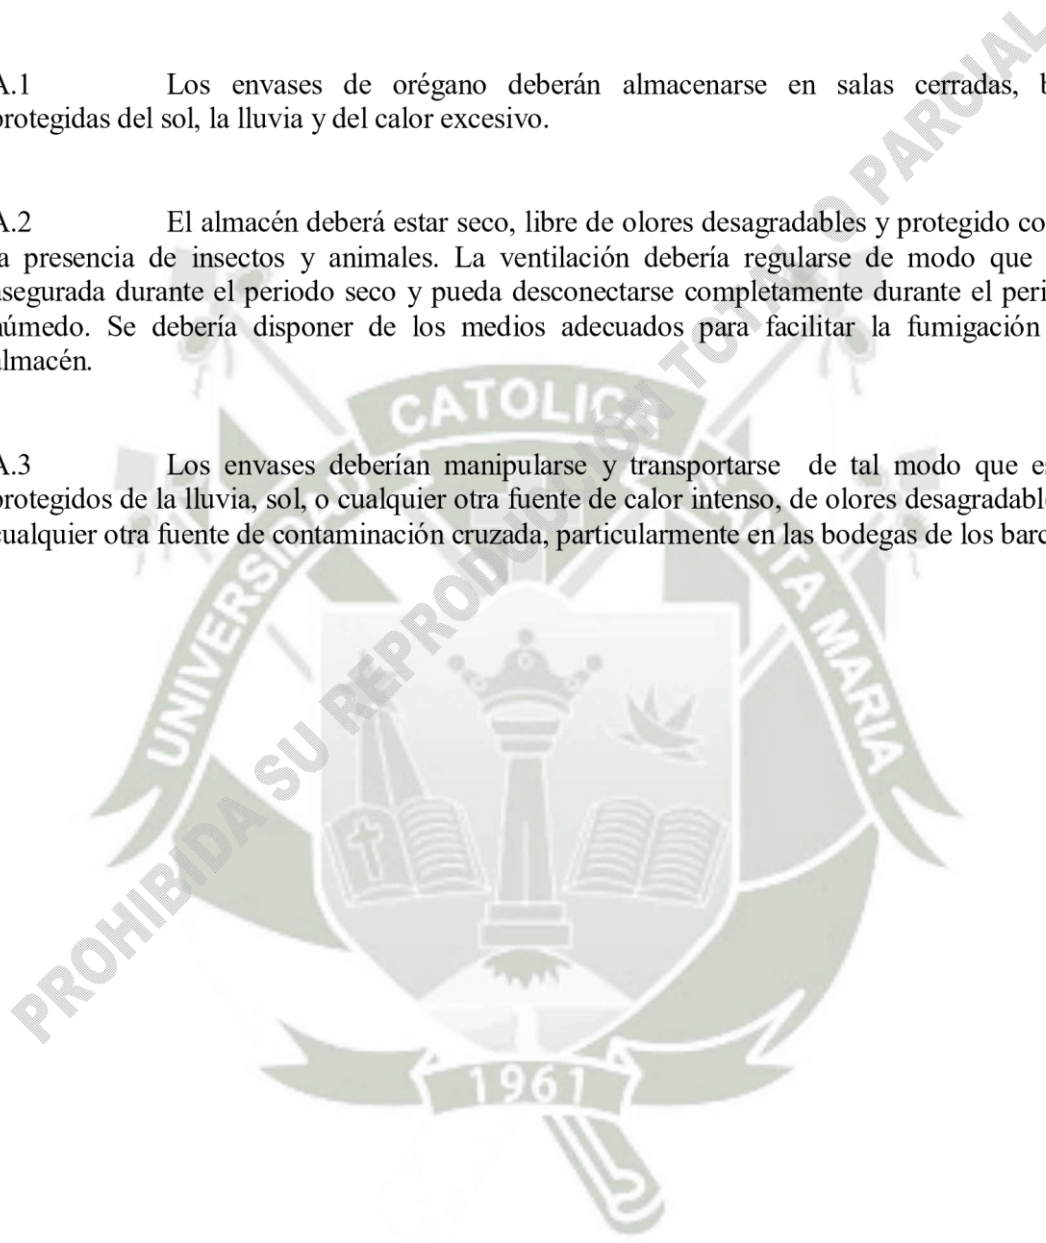 A.1 Los envases de orégano deberán almacenarse en salas cerradas, b
protegidas del sol, la lluvia y del calor excesivo.
A.2 El almacén deberá estar seco, libre de olores desagradables y protegido co
la presencia de insectos y animales. La ventilación debería regularse de modo que
asegurada durante el periodo seco y pueda desconectarse completamente durante el peri
húmedo. Se debería disponer de los medios adecuados para facilitar la fumigación
almacén.
A.3 Los envases deberían manipularse y transportarse de tal modo que es
protegidos de la lluvia, sol, o cualquier otra fuente de calor intenso, de olores desagradable
cualquier otra fuente de contaminación cruzada, particularmente en las bodegas de los barc
PROHIBIDA SU REPRODUCCIÓN TOTAL O PARCIAL
CATOLICA
MARIA
1961